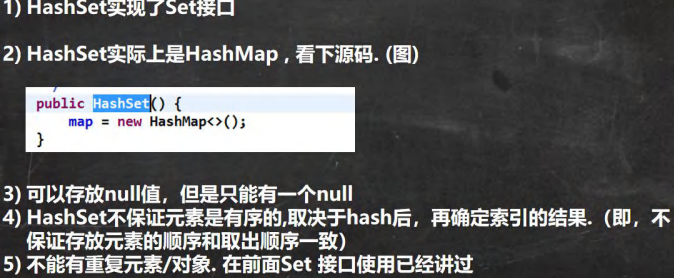 1) HashSet实现了Set接口
2) HashSet实际上是HashMap , 看下源码. (图)
public HashSet() {
map = new HashMap<>();
}
3) 可以存放null值，但是只能有一个null
4) HashSet不保证元素是有序的,取决于hash后，再确定索引的结果.（即，不
保证存放元素的顺序和取出顺序一致）
5) 不能有重复元素/对象. 在前面Set 接口使用已经讲过